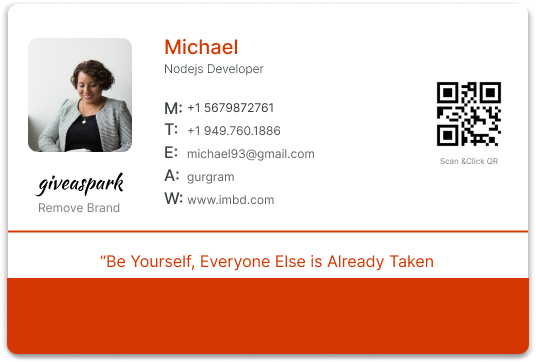 Michael
Nodejs Developer
M: +1 5679872761
T: +1 949.760.1886
E: michael93@gmail.com
A: gurgram
W: www.imbd.com
giveaspark
Remove Brand
Scan &Click QR
“Be Yourself, Everyone Else is Already Taken